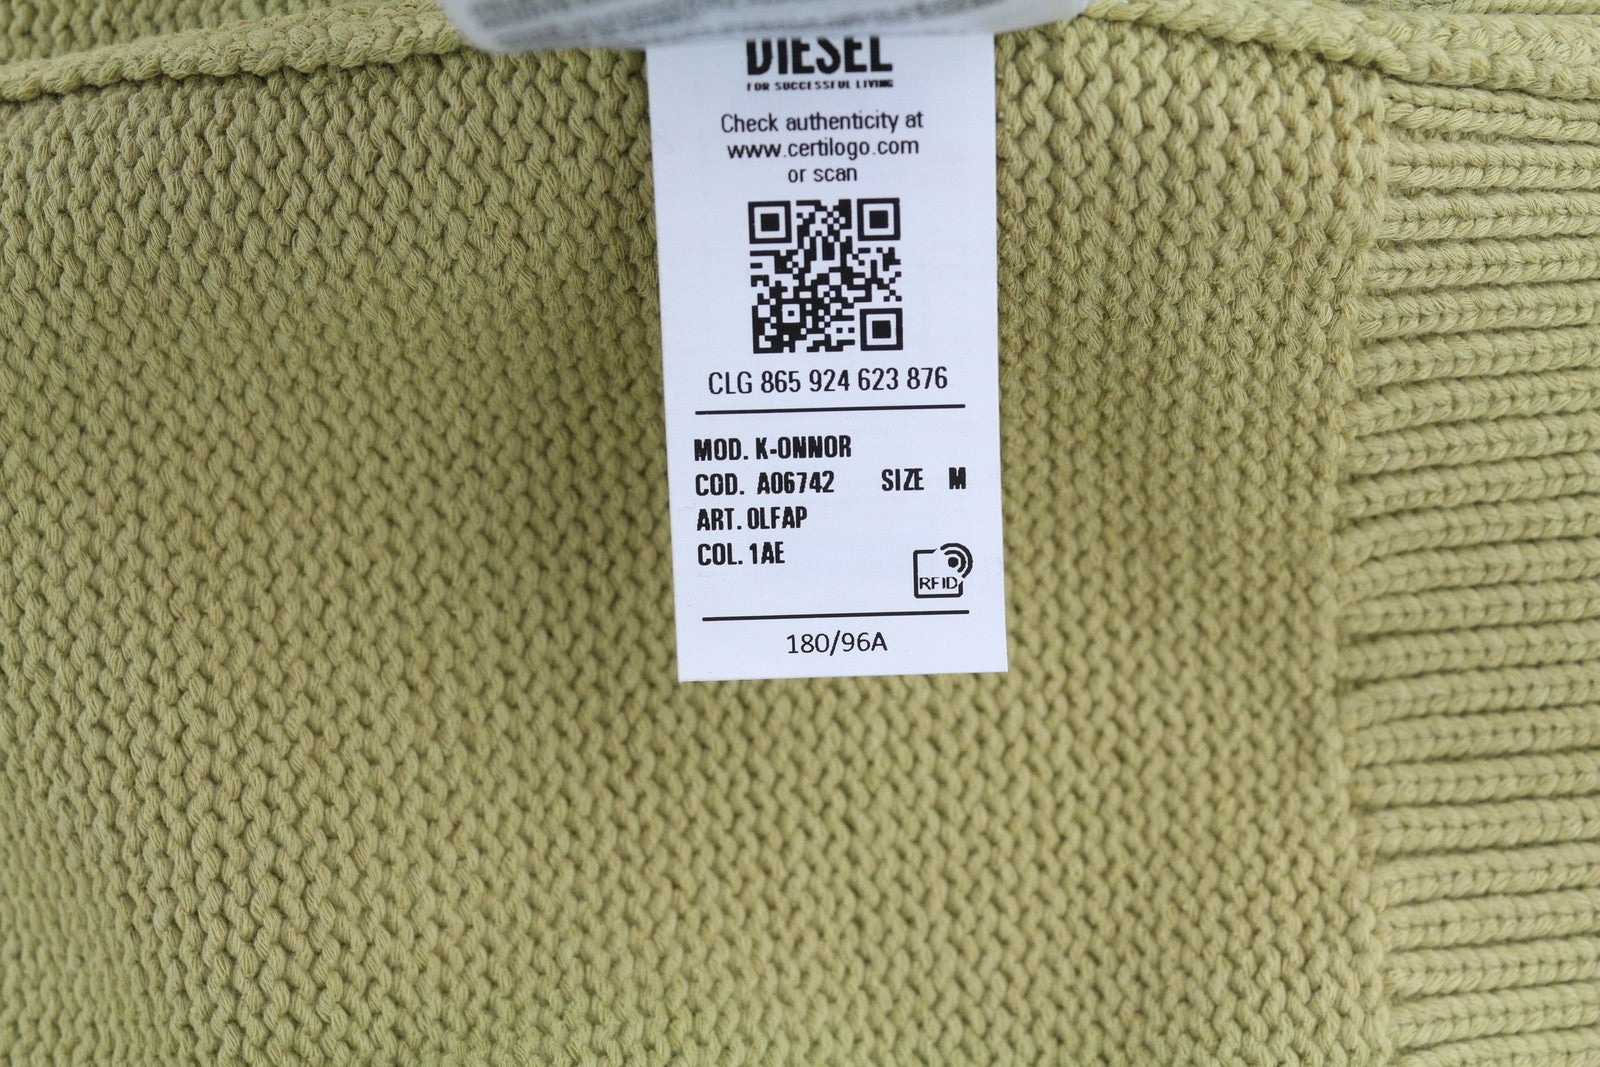 DIESEL
FOR SUCCESSFUL LIVING
Check authenticity at
www.certilogo.com
or scan
CLG 865 924 623 876
MOD. K-ONNOR
COD. A06742 SIZE M
ART. 0LFAP
COL. 1AE
RFID
180/96A